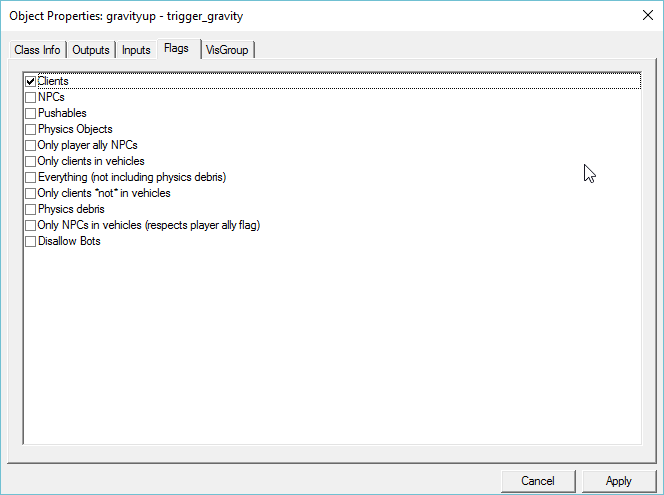 Object Properties: gravityup - trigger_gravity
Class Info Outputs Inputs Flags VisGroup
Clients
NPCs
Pushables
Physics Objects
Only player ally NPCs
Only clients in vehicles
Everything (not including physics debris)
Only clients *not* in vehicles
Physics debris
Only NPCs in vehicles (respects player ally flag)
Disallow Bots
Cancel Apply